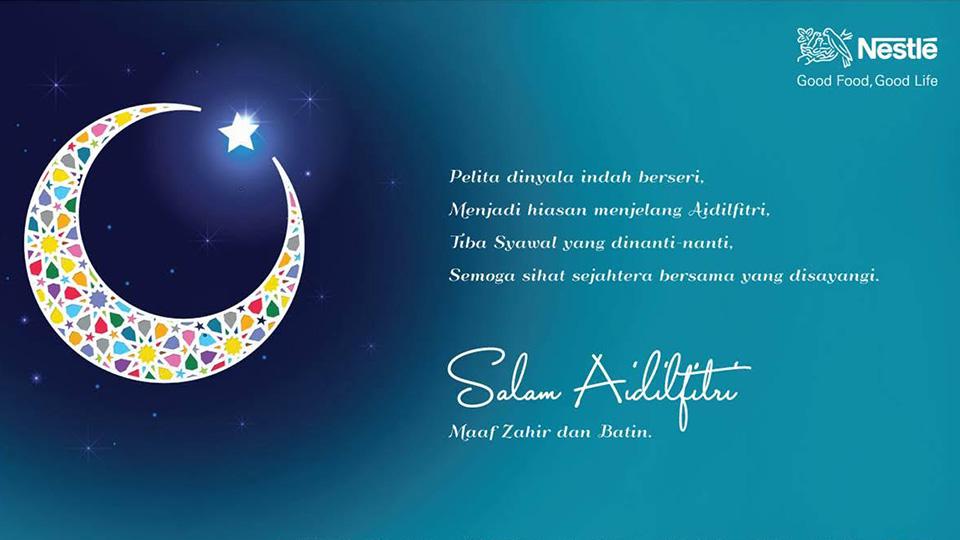 Nestlé
Good Food, Good Life
Pelita dinyala indah berseri,
Menjadi hiasan menjelang Aidilfitri,
Tiba Syawal yang dinanti-nanti,
Semoga sihat sejahtera bersama yang disayangi.
Salam Aidilfitri
Maaf Zahir dan Batin.